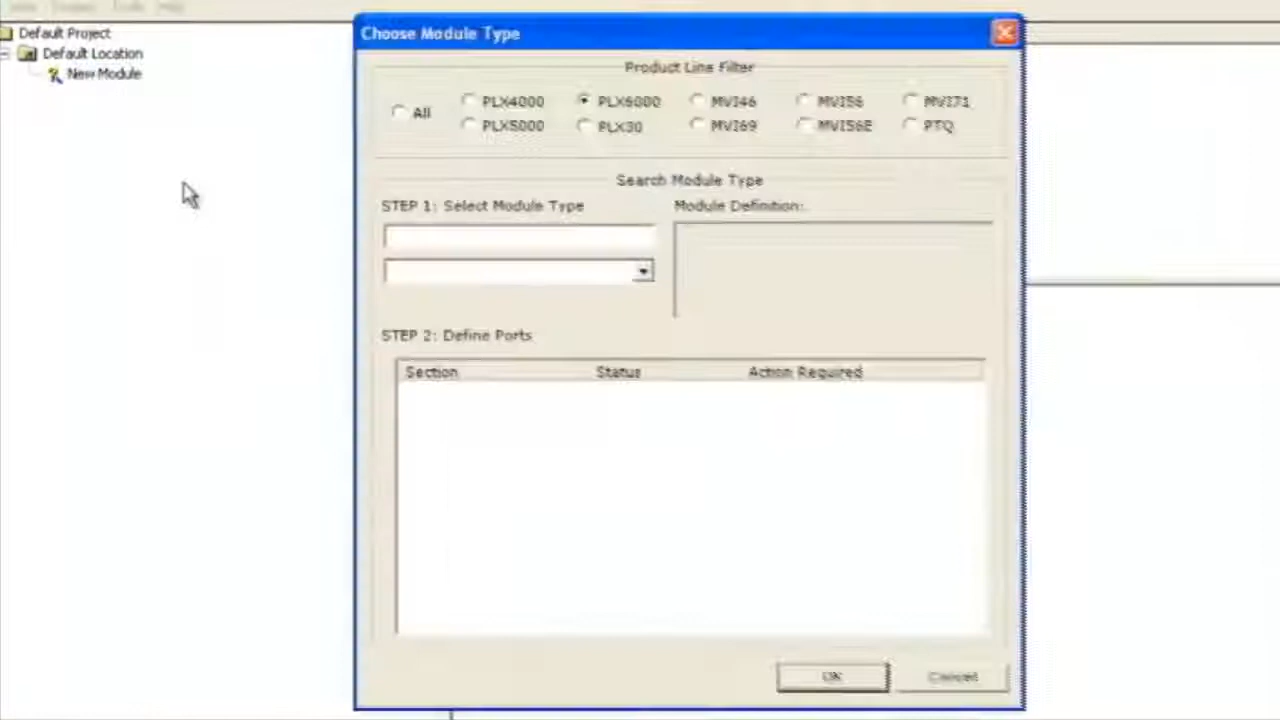 Default Project
Default Location
New Module
Choose Module Type
Product Line Filter
All
PLX4000 PLX6000 MVI46 MVI56 MVI71
PLX5000 PLX30 MVI69 MVI56E PTQ
Search Module Type
STEP 1: Select Module Type
Module Definition:
STEP 2: Define Ports
Section Status Action Required
OK Cancel